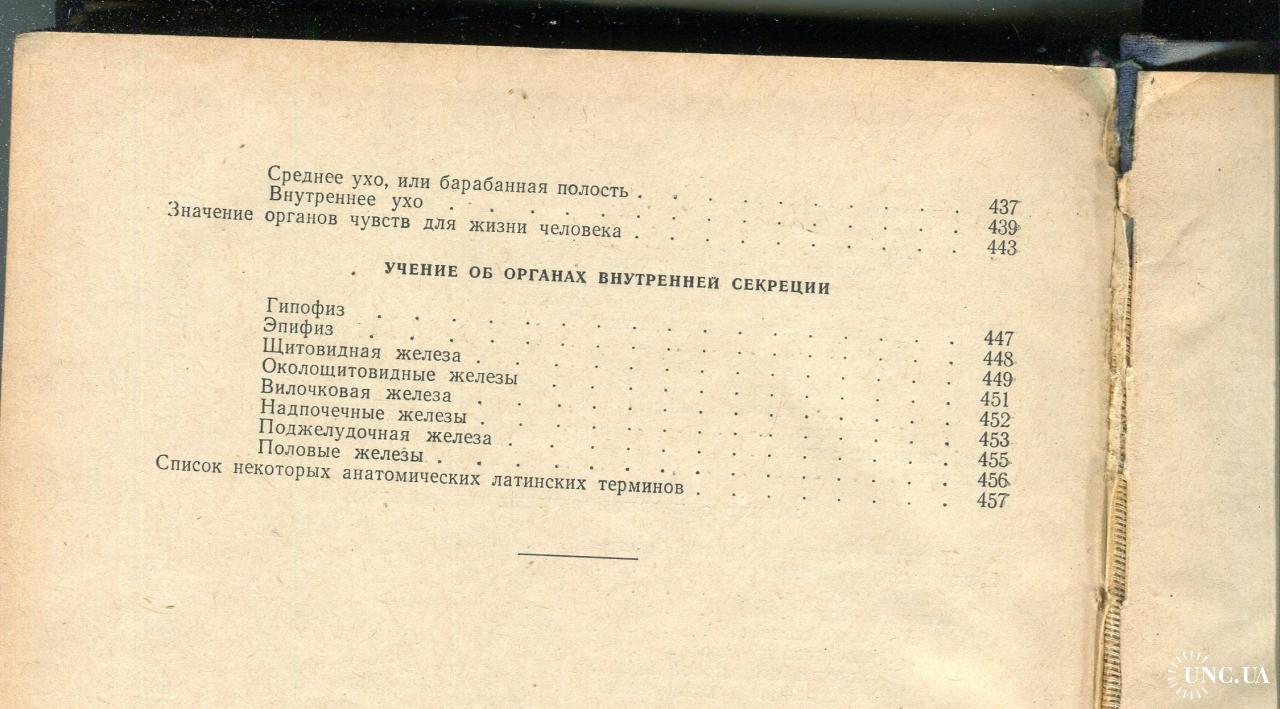 Среднее ухо, или барабанная полость . . . . . . . . . . 437
Внутреннее ухо . . . . . . . . . . . . . 439
Значение органов чувств для жизни человека . . . . . . . . . 443
УЧЕНИЕ ОБ ОРГАНАХ ВНУТРЕННЕЙ СЕКРЕЦИИ
Гипофиз . . . . . . . . . . . . . . . . 447
Эпифиз . . . . . . . . . . . . . . . . 448
Щитовидная железа . . . . . . . . . . . . . 449
Околощитовидные железы . . . . . . . . . . . . 451
Вилочковая железа . . . . . . . . . . . . . 452
Надпочечные железы . . . . . . . . . . . . . 453
Поджелудочная железа . . . . . . . . . . . . 455
Половые железы . . . . . . . . . . . . . . 456
Список некоторых анатомических латинских терминов . . . . . . . 457
UNC.UA